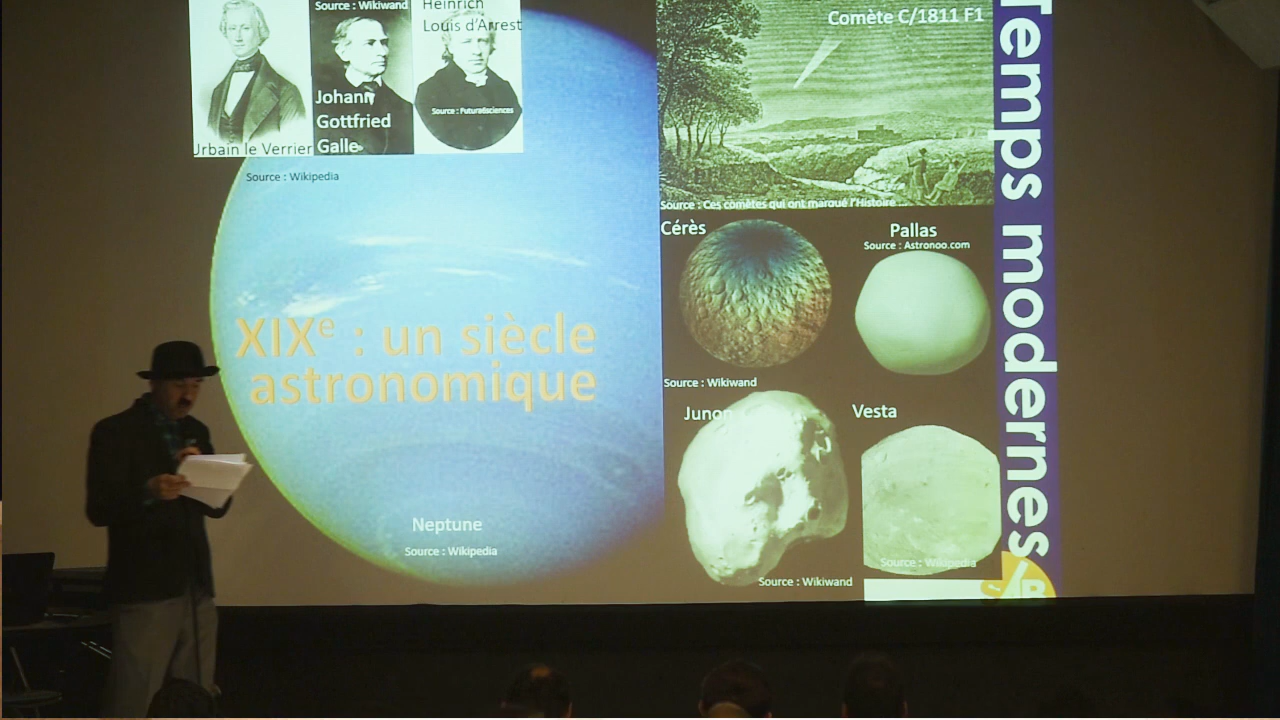 Urbain le Verrier
Source : Wikipedia
Source : Wikiwand
Johann
Gottfried
Galle
Heinrich
Louis d'Arrest
Source : Futura&sciences
XIXe : un siècle
astronomique
Neptune
Source : Wikipedia
Comète C/1811 F1
Source : Ces comètes qui ont marqué l'Histoire
Cérès
Source : Wikiwand
Pallas
Source : Astronoo.com
Junon
Source : Wikiwand
Vesta
Source : Wikipedia
Temps modernes